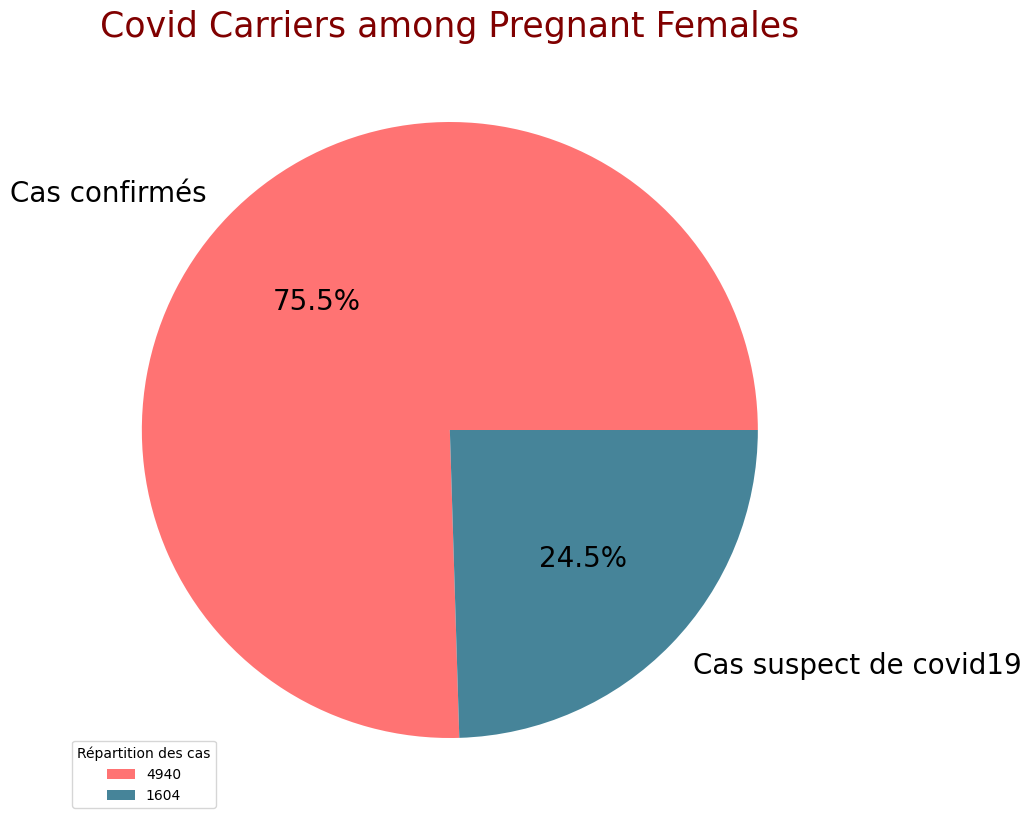 Covid Carriers among Pregnant Females
Cas confirmés
75.5%
24.5%
Cas suspect de covid19
Répartition des cas
4940
1604